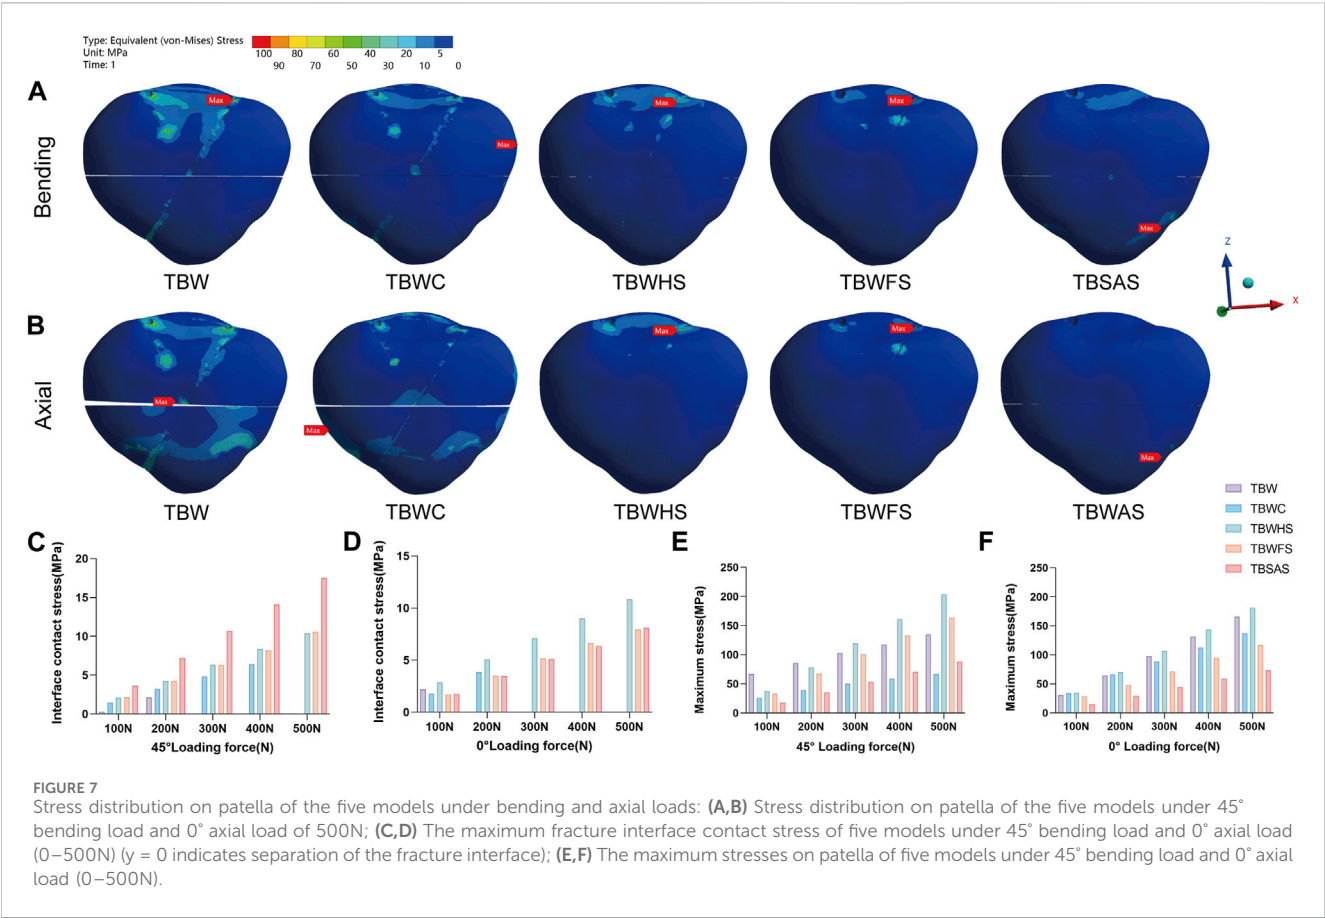 Type: Equivalent (von-Mises) Stress
Unit: MPa
Time: 1
100 80 60 40 20 5
90 70 50 30 10 0
A
Bending
Max
Max
Max
Max
Max
TBW TBWC TBWHS TBWFS TBSAS
Z
X
B
Axial
Max
Max
Max
Max
Max
TBW TBWC TBWHS TBWFS TBWAS
TBW
TBWC
TBWHS
TBWFS
TBSAS
C
Interface contact stress(MPa)
20
15
10
5
0
100N 200N 300N 400N 500N
45°Loading force(N)
D
Interface contact stress(MPa)
15
10
5
0
100N 200N 300N 400N 500N
0°Loading force(N)
E
Maximum stress(MPa)
250
200
150
100
50
0
100N 200N 300N 400N 500N
45° Loading force(N)
F
Maximum stress(MPa)
250
200
150
100
50
0
100N 200N 300N 400N 500N
0° Loading force(N)
FIGURE 7
Stress distribution on patella of the five models under bending and axial loads: (A,B) Stress distribution on patella of the five models under 45°
bending load and 0° axial load of 500N; (C,D) The maximum fracture interface contact stress of five models under 45° bending load and 0° axial load
(0–500N) (y = 0 indicates separation of the fracture interface); (E,F) The maximum stresses on patella of five models under 45° bending load and 0° axial
load (0–500N).